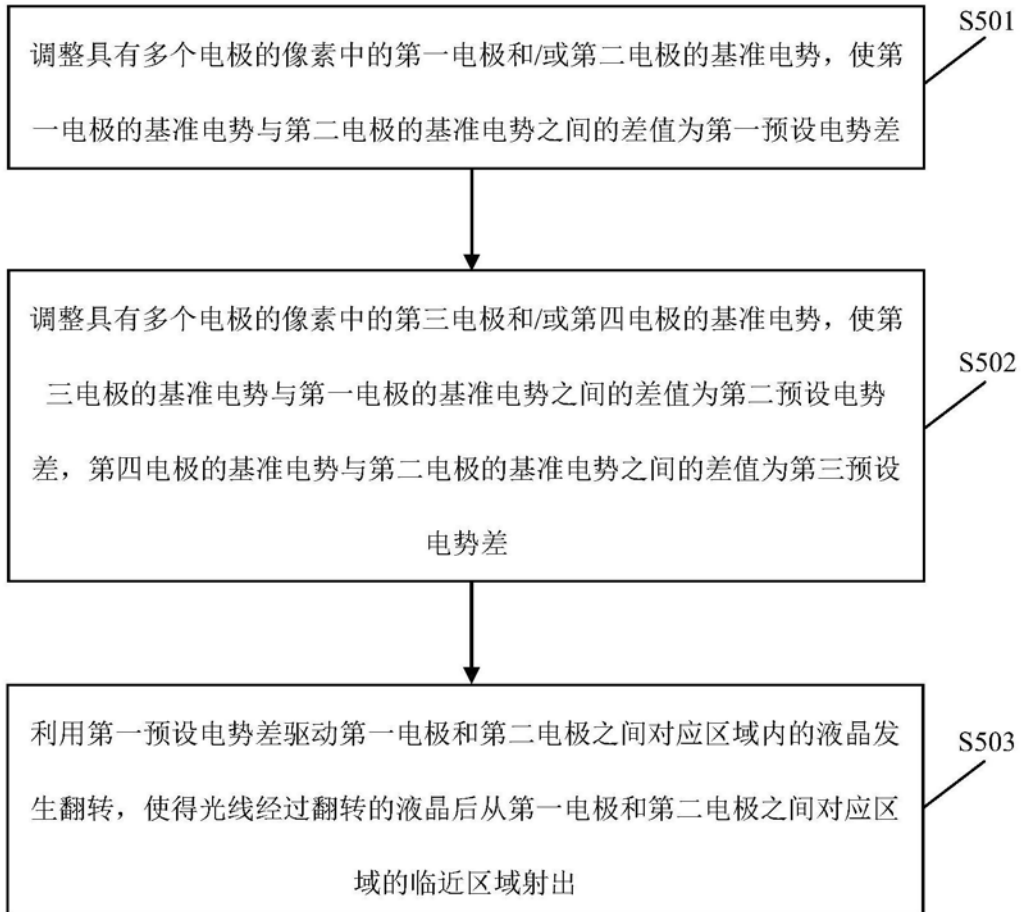 S501
调整具有多个电极的像素中的第一电极和/或第二电极的基准电势，使第
一电极的基准电势与第二电极的基准电势之间的差值为第一预设电势差
调整具有多个电极的像素中的第三电极和/或第四电极的基准电势，使第
S502
三电极的基准电势与第一电极的基准电势之间的差值为第二预设电势
差，第四电极的基准电势与第二电极的基准电势之间的差值为第三预设
电势差
利用第一预设电势差驱动第一电极和第二电极之间对应区域内的液晶发
S503
生翻转，使得光线经过翻转的液晶后从第一电极和第二电极之间对应区
域的临近区域射出